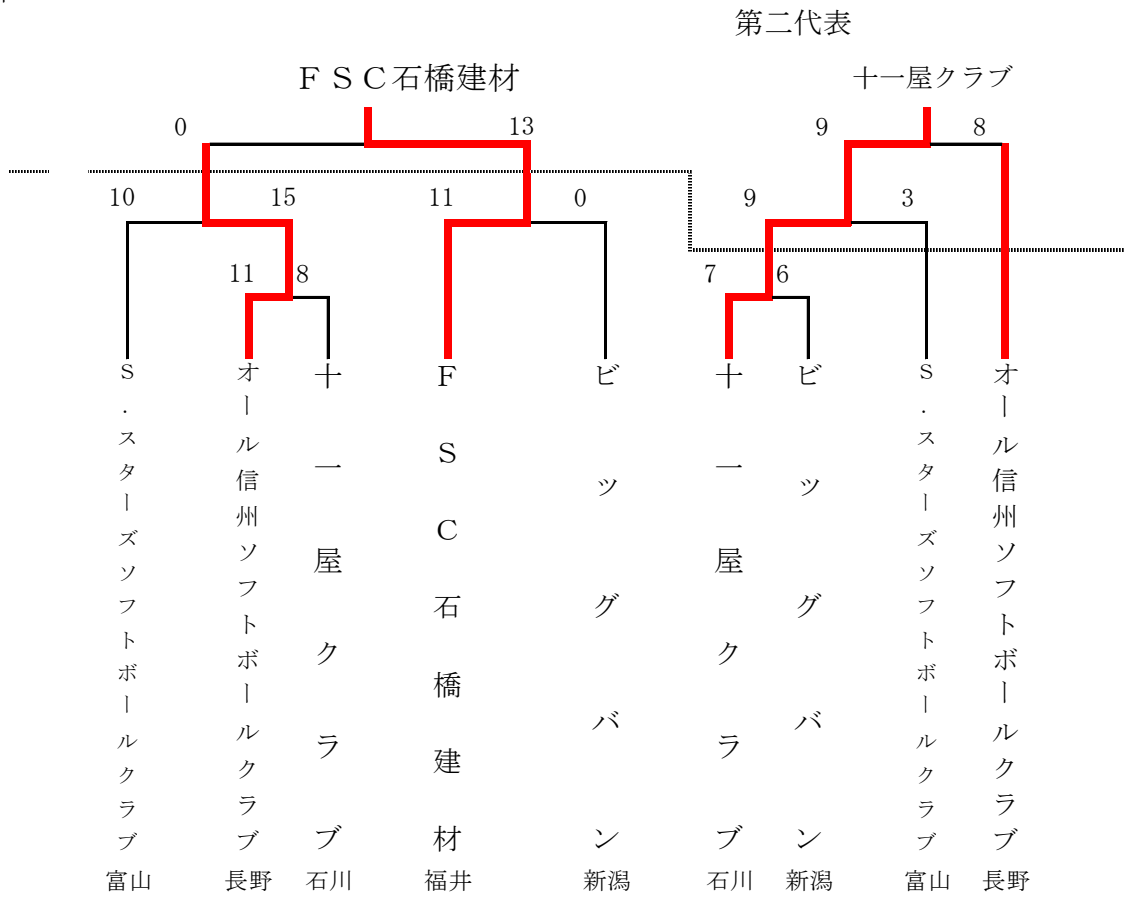 第二代表
ＦＳＣ石橋建材
十一屋クラブ
0
13
9
8
10
15
11
0
9
3
11
8
7
6
Ｓ．スターズソフトボールクラブ
オール信州ソフトボールクラブ
十一屋クラブ
ＦＳＣ石橋建材
ビッグバン
十一屋クラブ
ビッグバン
Ｓ．スターズソフトボールクラブ
オール信州ソフトボールクラブ
富山
長野
石川
福井
新潟
石川
新潟
富山
長野